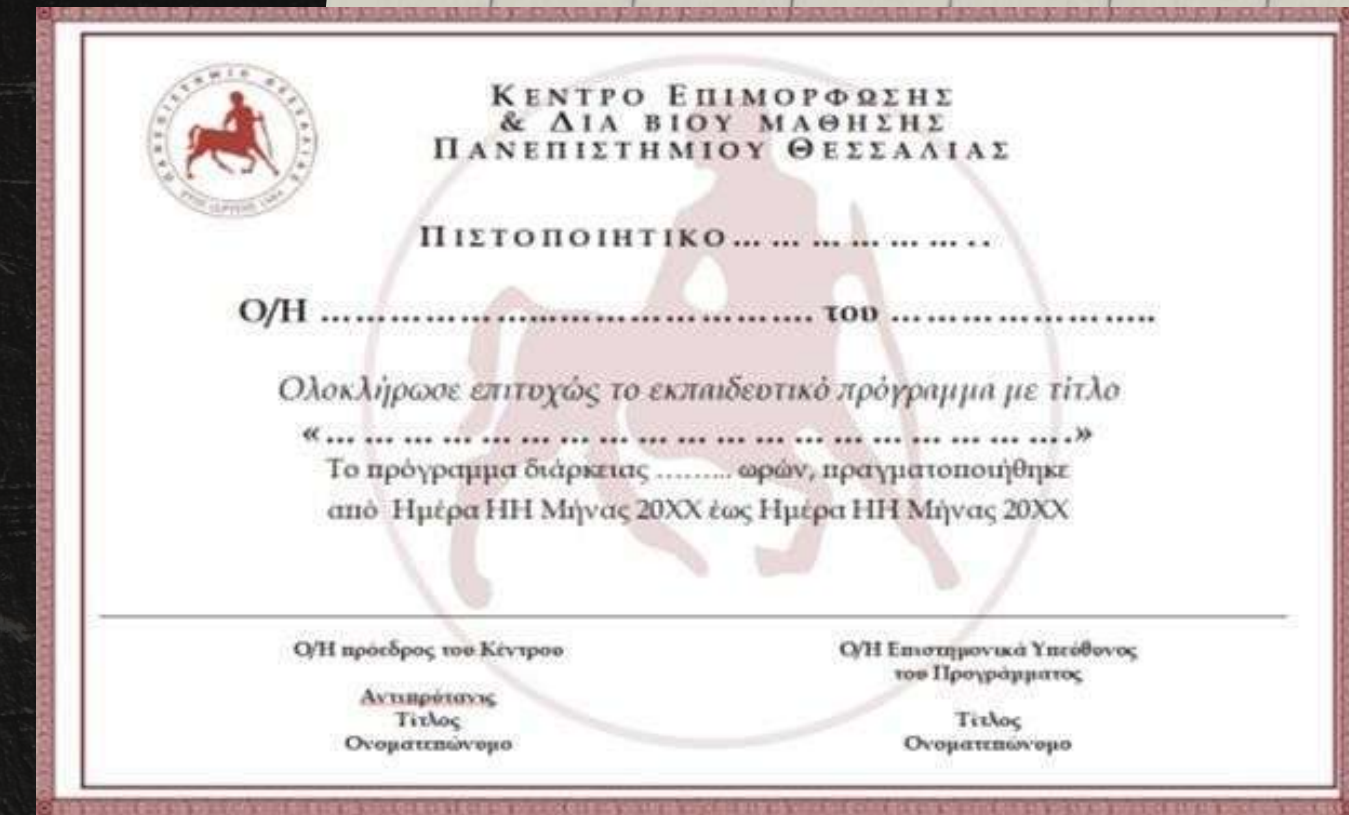 ΠΑΝΕΠΙΣΤΗΜΙΟ ΘΕΣΣΑΛΙΑΣ
ΚΕΝΤΡΟ ΕΠΙΜΟΡΦΩΣΗΣ
& ΔΙΑ ΒΙΟΥ ΜΑΘΗΣΗΣ
ΠΑΝΕΠΙΣΤΗΜΙΟΥ ΘΕΣΣΑΛΙΑΣ
ΠΙΣΤΟΠΟΙΗΤΙΚΟ... ... ... ... ... ... . .
Ο/Η ........................................... του ........................
Ολοκλήρωσε επιτυχώς το εκπαιδευτικό πρόγραμμα με τίτλο
«... ... ... ... ... ... ... ... ... ... ... ... ... ... ... ... ... ... ....»
Το πρόγραμμα διάρκειας ......... ωρών, πραγματοποιήθηκε
από Ημέρα ΗΗ Μήνας 20ΧΧ έως Ημέρα ΗΗ Μήνας 20ΧΧ
Ο/Η πρόεδρος του Κέντρου
Αντιπρύτανις
Τίτλος
Ονοματεπώνυμο
Ο/Η Επιστημονικά Υπεύθυνος
του Προγράμματος
Τίτλος
Ονοματεπώνυμο